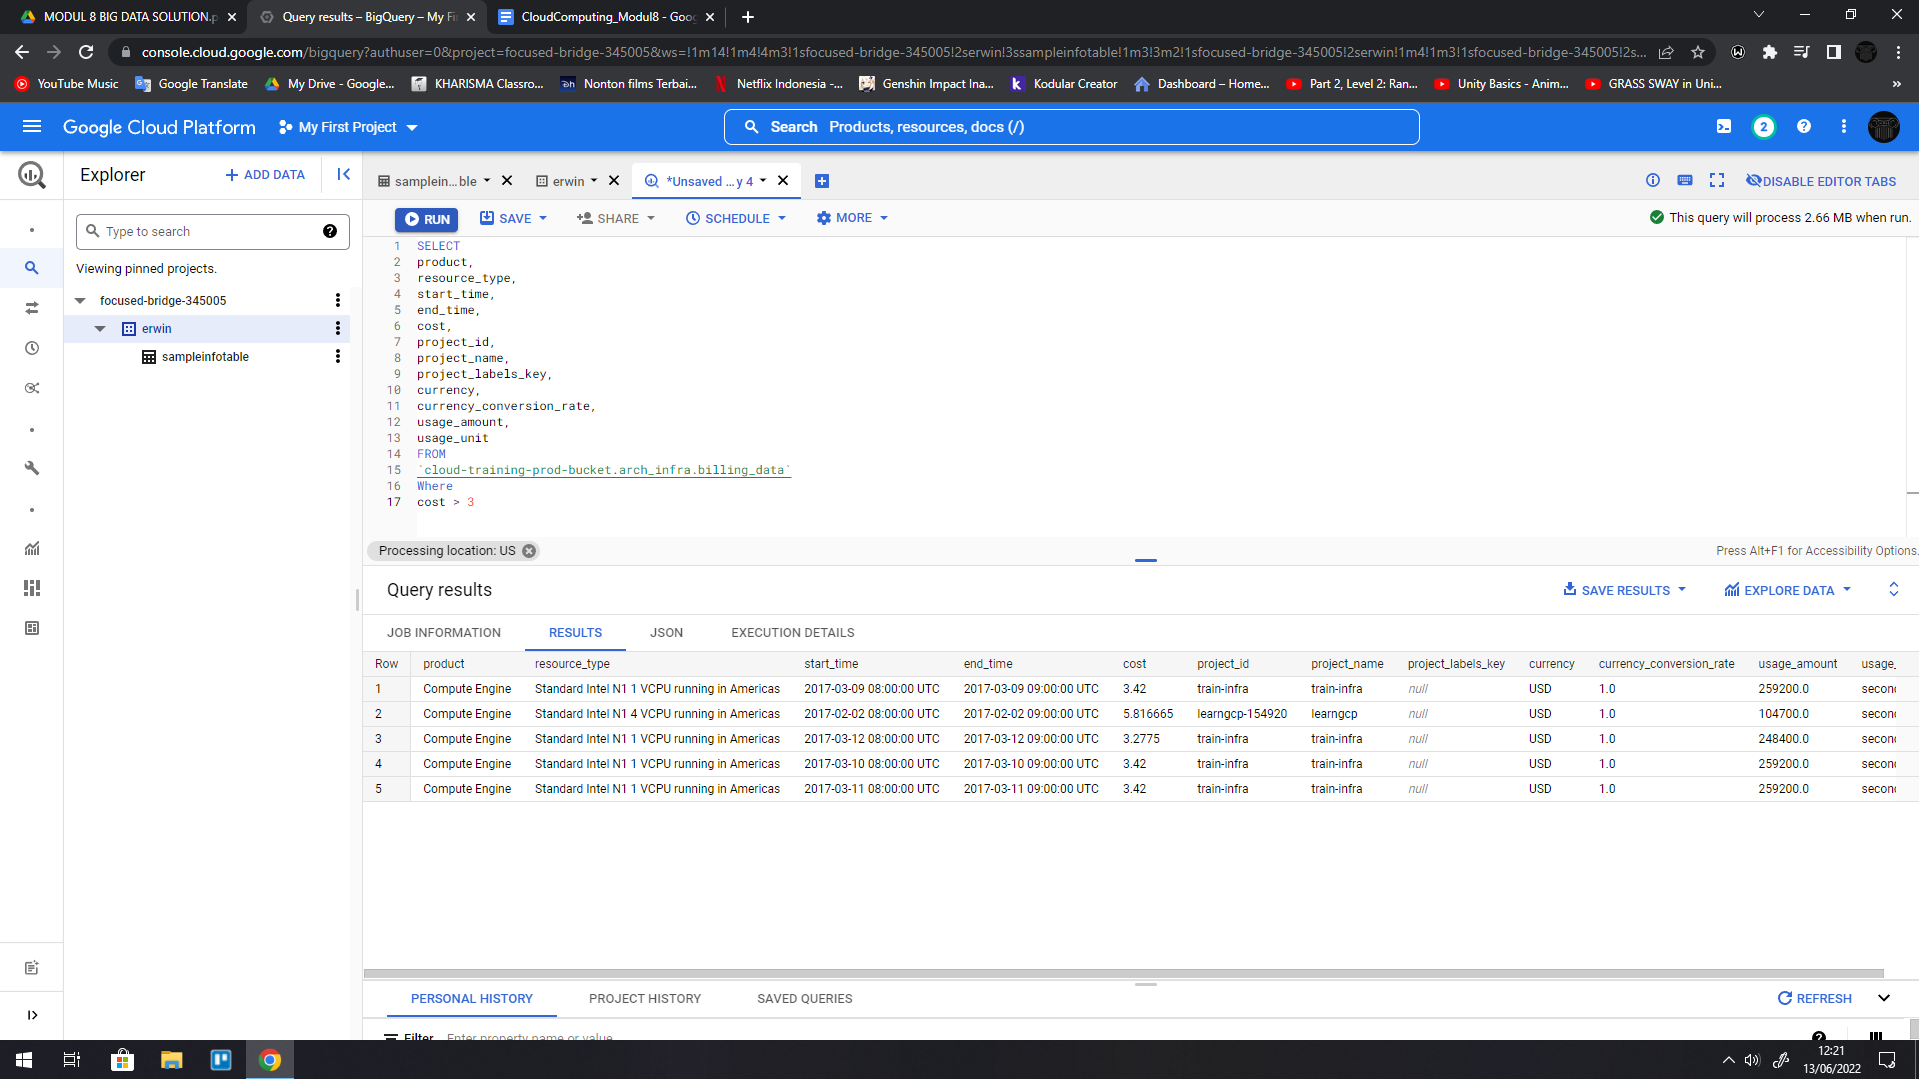 MODUL 8 BIG DATA SOLUTION.p
Query results – BigQuery – My Fi
CloudComputing_Modul8 - Goo
console.cloud.google.com/bigquery?authuser=0&project=focused-bridge-345005&ws=!1m14!1m4!4m3!1sfocused-bridge-345005!2serwin!3ssampleinfotable!1m3!3m2!1sfocused-bridge-345005!2serwin!1m4!1m3!1sfocused-bridge-345005!2s...
YouTube Music
Google Translate
My Drive - Google...
KHARISMA Classro...
Nonton films Terbai...
Netflix Indonesia -...
Genshin Impact Ina...
Kodular Creator
Dashboard – Home...
Part 2, Level 2: Ran...
Unity Basics - Anim...
GRASS SWAY in Uni...
Google Cloud Platform
My First Project
Search Products, resources, docs (/)
2
Explorer
+ ADD DATA
samplein...ble
erwin
*Unsaved ...y 4
DISABLE EDITOR TABS
Type to search
Viewing pinned projects.
focused-bridge-345005
erwin
sampleinfotable
RUN
SAVE
SHARE
SCHEDULE
MORE
This query will process 2.66 MB when run.
1 SELECT
2 product,
3 resource_type,
4 start_time,
5 end_time,
6 cost,
7 project_id,
8 project_name,
9 project_labels_key,
10 currency,
11 currency_conversion_rate,
12 usage_amount,
13 usage_unit
14 FROM
15 `cloud-training-prod-bucket.arch_infra.billing_data`
16 Where
17 cost > 3
Processing location: US
Press Alt+F1 for Accessibility Options.
Query results
SAVE RESULTS
EXPLORE DATA
JOB INFORMATION
RESULTS
JSON
EXECUTION DETAILS
Row product resource_type start_time end_time cost project_id project_name project_labels_key currency currency_conversion_rate usage_amount usage_
1 Compute Engine Standard Intel N1 1 VCPU running in Americas 2017-03-09 08:00:00 UTC 2017-03-09 09:00:00 UTC 3.42 train-infra train-infra null USD 1.0 259200.0 second
2 Compute Engine Standard Intel N1 4 VCPU running in Americas 2017-02-02 08:00:00 UTC 2017-02-02 09:00:00 UTC 5.816665 learngcp-154920 learngcp null USD 1.0 104700.0 second
3 Compute Engine Standard Intel N1 1 VCPU running in Americas 2017-03-12 08:00:00 UTC 2017-03-12 09:00:00 UTC 3.2775 train-infra train-infra null USD 1.0 248400.0 second
4 Compute Engine Standard Intel N1 1 VCPU running in Americas 2017-03-10 08:00:00 UTC 2017-03-10 09:00:00 UTC 3.42 train-infra train-infra null USD 1.0 259200.0 second
5 Compute Engine Standard Intel N1 1 VCPU running in Americas 2017-03-11 08:00:00 UTC 2017-03-11 09:00:00 UTC 3.42 train-infra train-infra null USD 1.0 259200.0 second
PERSONAL HISTORY
PROJECT HISTORY
SAVED QUERIES
REFRESH
Filter Enter property name or value
12:21
13/06/2022